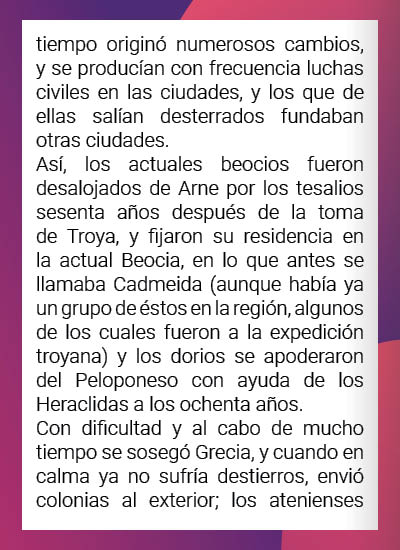 tiempo originó numerosos cambios,
y se producían con frecuencia luchas
civiles en las ciudades, y los que de
ellas salían desterrados fundaban
otras ciudades.
Así, los actuales beocios fueron
desalojados de Arne por los tesalios
sesenta años después de la toma
de Troya, y fijaron su residencia en
la actual Beocia, en lo que antes se
llamaba Cadmeida (aunque había ya
un grupo de éstos en la región, algunos
de los cuales fueron a la expedición
troyana) y los dorios se apoderaron
del Peloponeso con ayuda de los
Heraclidas a los ochenta años.
Con dificultad y al cabo de mucho
tiempo se sosegó Grecia, y cuando en
calma ya no sufría destierros, envió
colonias al exterior; los atenienses